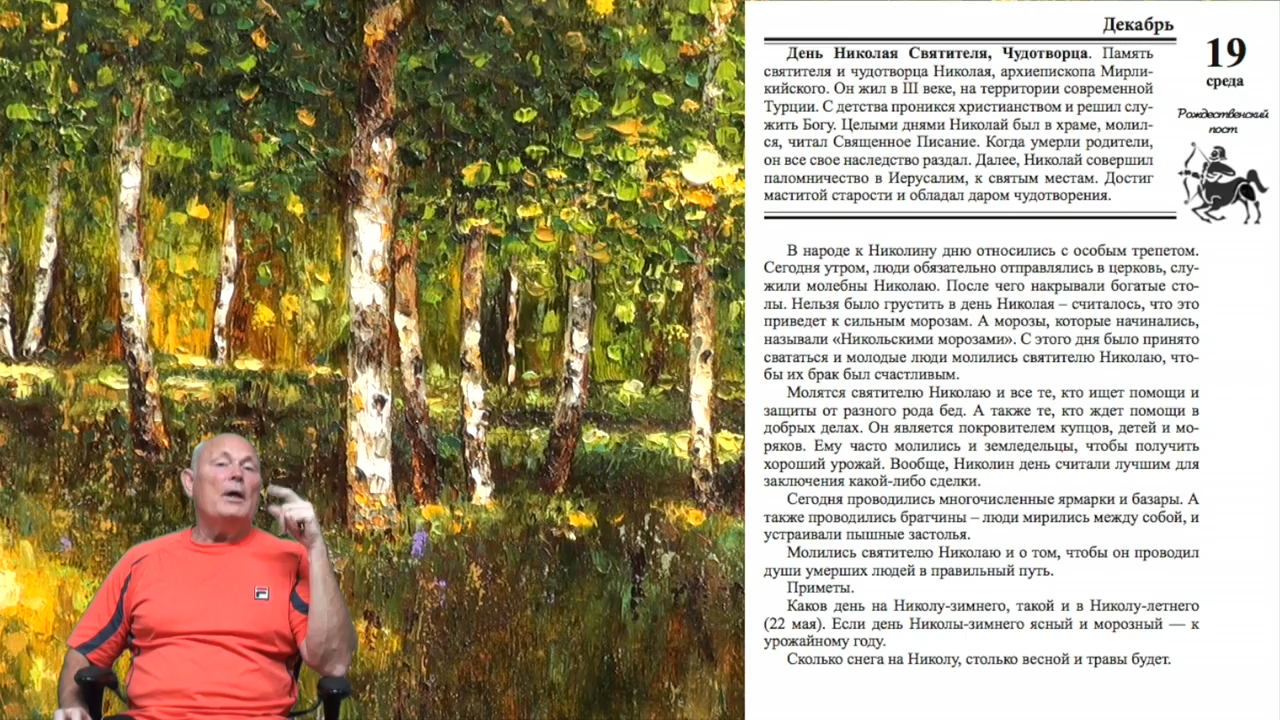 Декабрь
19
среда
Рождественский
пост
День Николая Святителя, Чудотворца. Память
святителя и чудотворца Николая, архиепископа Мирли-
кийского. Он жил в III веке, на территории современной
Турции. С детства проникся христианством и решил слу-
жить Богу. Целыми днями Николай был в храме, молил-
ся, читал Священное Писание. Когда умерли родители,
он все свое наследство раздал. Далее, Николай совершил
паломничество в Иерусалим, к святым местам. Достиг
маститой старости и обладал даром чудотворения.
В народе к Николину дню относились с особым трепетом.
Сегодня утром, люди обязательно отправлялись в церковь, слу-
жили молебны Николаю. После чего накрывали богатые сто-
лы. Нельзя было грустить в день Николая – считалось, что это
приведет к сильным морозам. А морозы, которые начинались,
называли «Никольскими морозами». С этого дня было принято
свататься и молодые люди молились святителю Николаю, что-
бы их брак был счастливым.
Молятся святителю Николаю и все те, кто ищет помощи и
защиты от разного рода бед. А также те, кто ждет помощи в
добрых делах. Он является покровителем купцов, детей и мо-
ряков. Ему часто молились и земледельцы, чтобы получить
хороший урожай. Вообще, Николин день считали лучшим для
заключения какой-либо сделки.
Сегодня проводились многочисленные ярмарки и базары. А
также проводились братчины – люди мирились между собой, и
устраивали пышные застолья.
Молились святителю Николаю и о том, чтобы он проводил
души умерших людей в правильный путь.
Приметы.
Каков день на Николу-зимнего, такой и в Николу-летнего
(22 мая). Если день Николы-зимнего ясный и морозный — к
урожайному году.
Сколько снега на Николу, столько весной и травы будет.
FILA